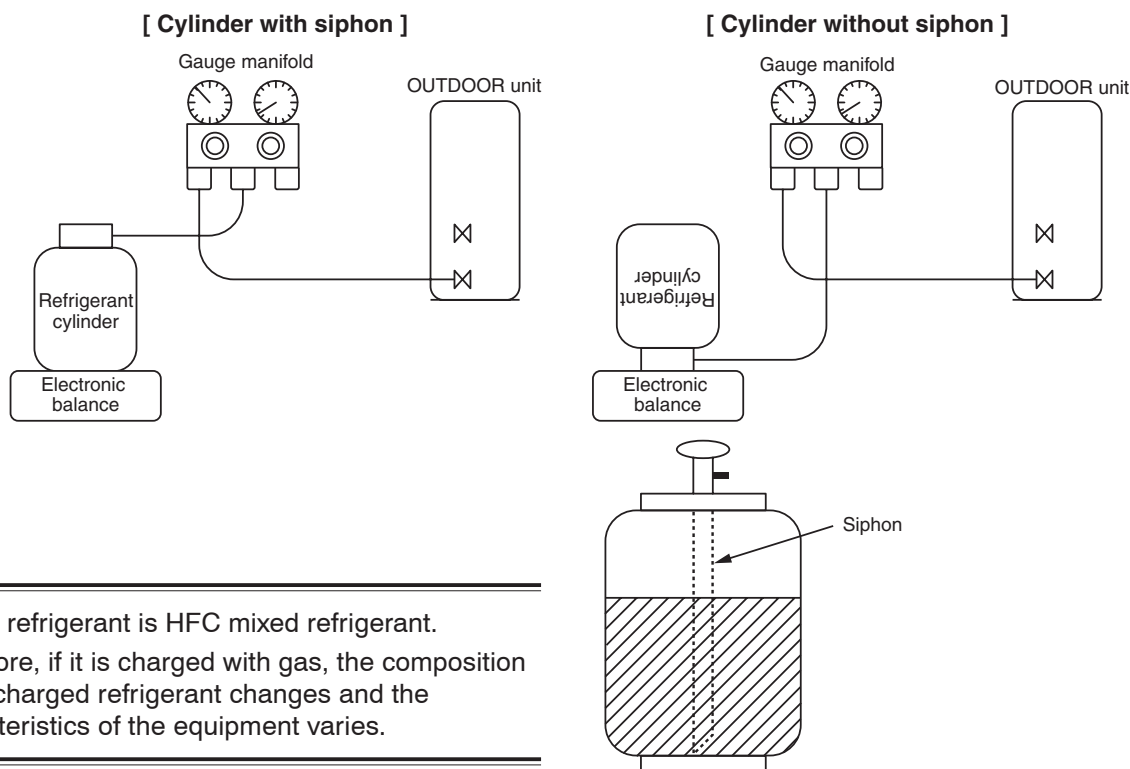 [ Cylinder with siphon ]
Gauge manifold
OUTDOOR unit
Refrigerant
cylinder
Electronic
balance
[ Cylinder without siphon ]
Gauge manifold
OUTDOOR unit
Refrigerant
cylinder
Electronic
balance
Siphon
refrigerant is HFC mixed refrigerant.
ore, if it is charged with gas, the composition
charged refrigerant changes and the
teristics of the equipment varies.